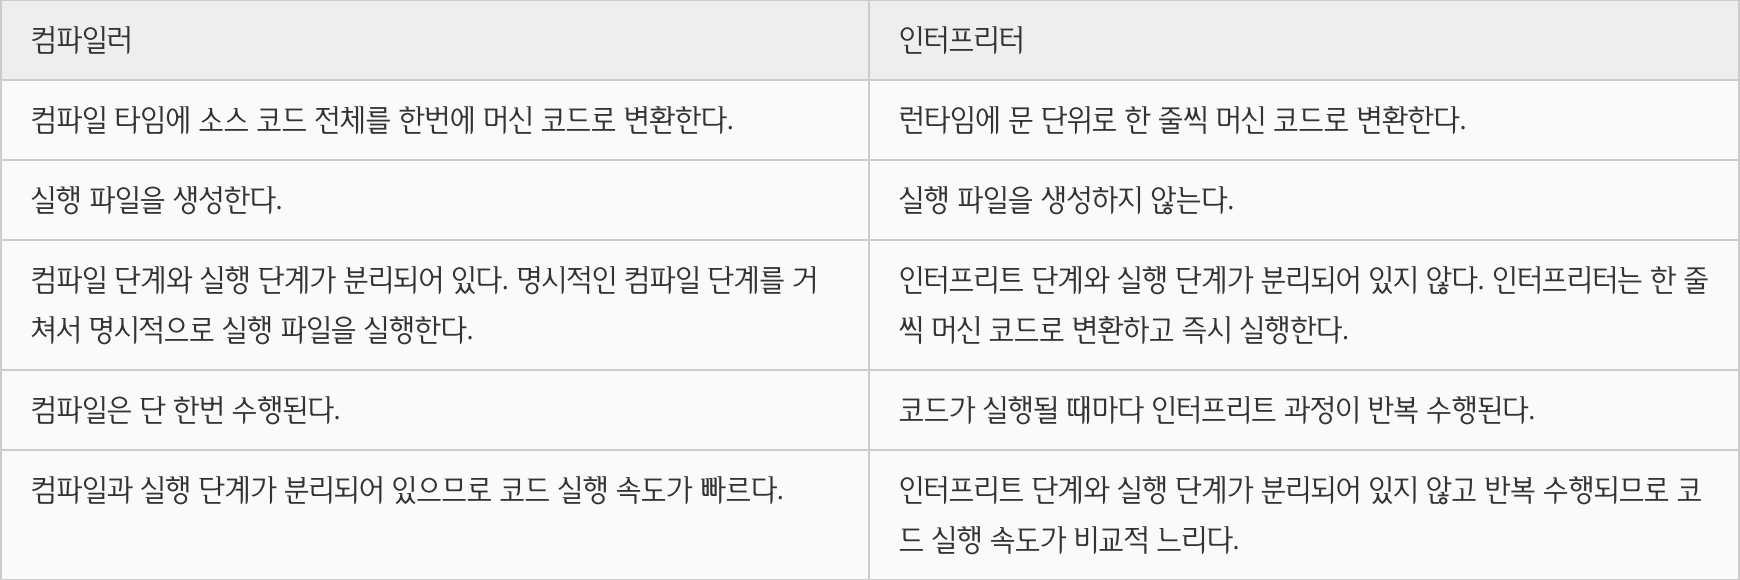 컴파일러
인터프리터
컴파일 타임에 소스 코드 전체를 한번에 머신 코드로 변환한다.
런타임에 문 단위로 한 줄씩 머신 코드로 변환한다.
실행 파일을 생성한다.
실행 파일을 생성하지 않는다.
컴파일 단계와 실행 단계가 분리되어 있다. 명시적인 컴파일 단계를 거
쳐서 명시적으로 실행 파일을 실행한다.
인터프리트 단계와 실행 단계가 분리되어 있지 않다. 인터프리터는 한 줄
씩 머신 코드로 변환하고 즉시 실행한다.
컴파일은 단 한번 수행된다.
코드가 실행될 때마다 인터프리트 과정이 반복 수행된다.
컴파일과 실행 단계가 분리되어 있으므로 코드 실행 속도가 빠르다.
인터프리트 단계와 실행 단계가 분리되어 있지 않고 반복 수행되므로 코
드 실행 속도가 비교적 느리다.